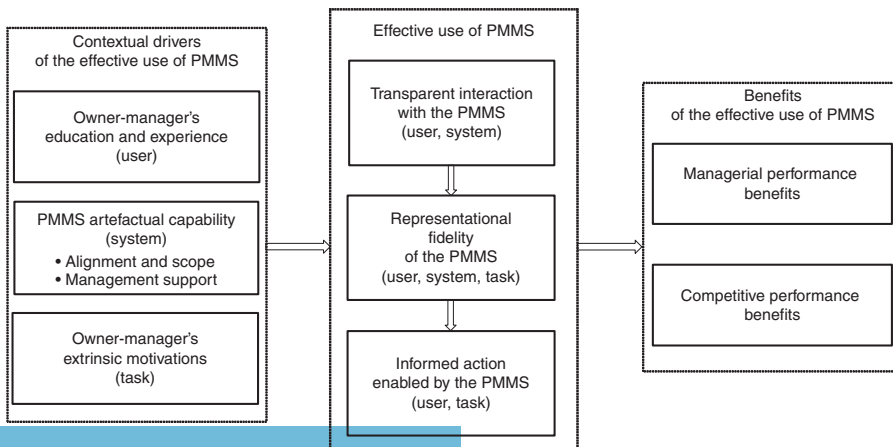 Contextual drivers
of the effective use of PMMS
Owner-manager's
education and experience
(user)
PMMS artefactual capability
(system)
• Alignment and scope
• Management support
Owner-manager's
extrinsic motivations
(task)
Effective use of PMMS
Transparent interaction
with the PMMS
(user, system)
Representational
fidelity
of the PMMS
(user, system, task)
Informed action
enabled by the PMMS
(user, task)
Benefits
of the effective use of PMMS
Managerial performance
benefits
Competitive performance
benefits